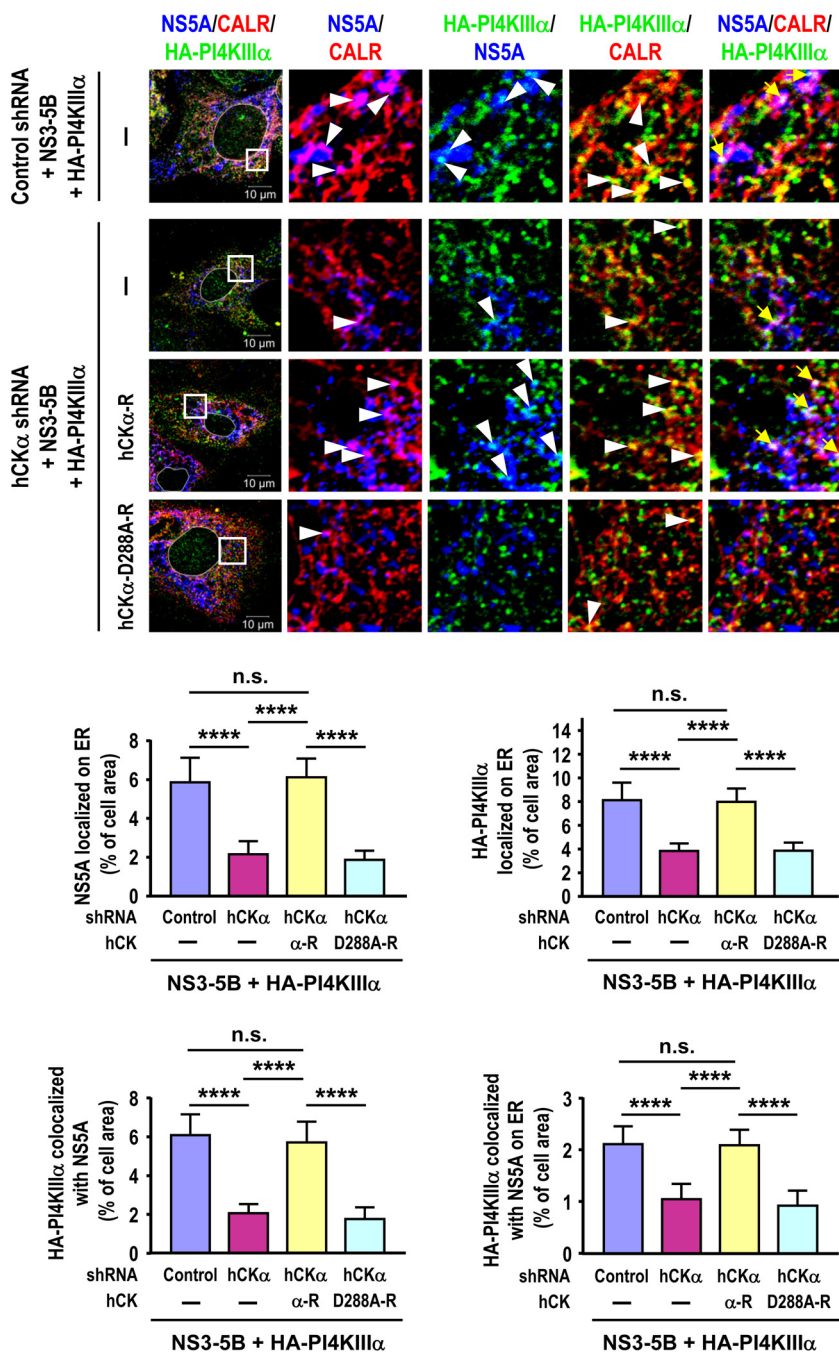 NS5A/CALR/
HA-PI4KIIIα
NS5A/
CALR
HA-PI4KIIIα/
NS5A
HA-PI4KIIIα/
CALR
NS5A/CALR/
HA-PI4KIIIα
Control shRNA
+ NS3-5B
+ HA-PI4KIIIα
–
10 µm
hCKα shRNA
+ NS3-5B
+ HA-PI4KIIIα
–
10 µm
hCKα-R
10 µm
hCKα-D288A-R
10 µm
n.s.
****
****
****
NS5A localized on ER
(% of cell area)
8
6
4
2
0
shRNA Control hCKα hCKα hCKα
hCK — — α-R D288A-R
NS3-5B + HA-PI4KIIIα
n.s.
****
****
****
HA-PI4KIIIα
localized on ER
(% of cell area)
14
12
10
8
6
4
2
0
shRNA Control hCKα hCKα hCKα
hCK — — α-R D288A-R
NS3-5B + HA-PI4KIIIα
n.s.
****
****
****
HA-PI4KIIIα colocalized
with NS5A
(% of cell area)
8
6
4
2
0
shRNA Control hCKα hCKα hCKα
hCK — — α-R D288A-R
NS3-5B + HA-PI4KIIIα
n.s.
****
****
****
HA-PI4KIIIα colocalized
with NS5A on ER
(% of cell area)
3
2
1
0
shRNA Control hCKα hCKα hCKα
hCK — — α-R D288A-R
NS3-5B + HA-PI4KIIIα